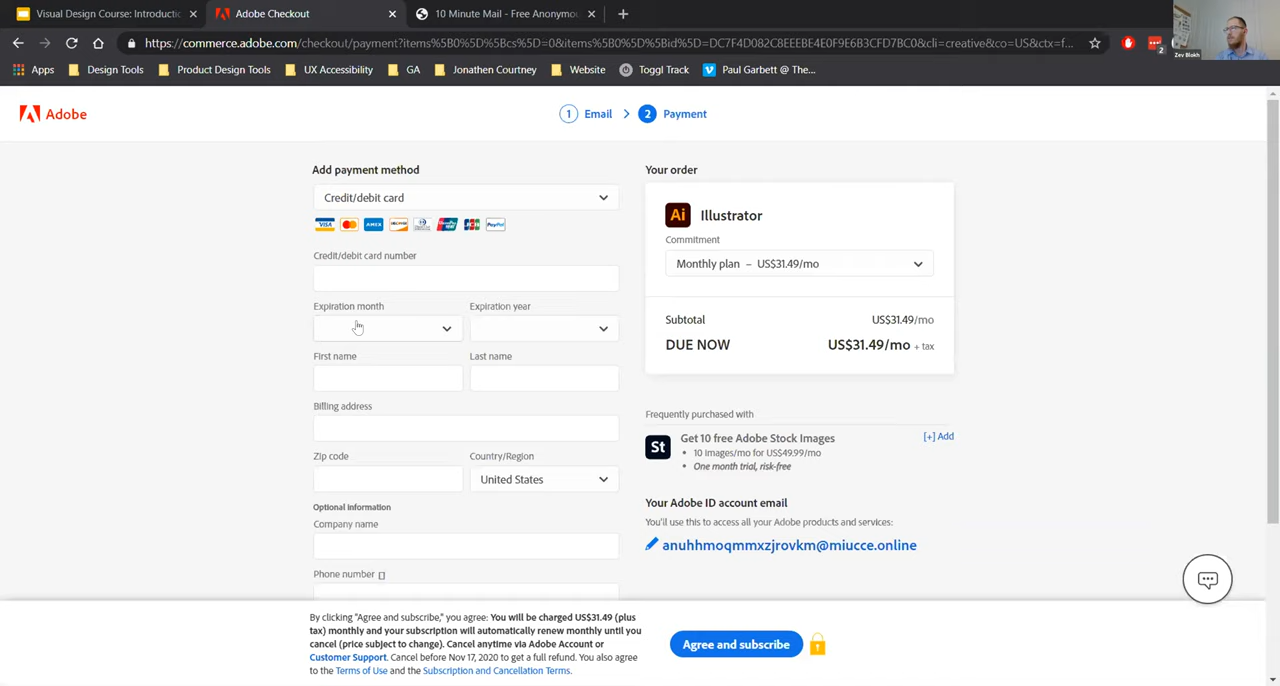 Visual Design Course: Introducti
Adobe Checkout
10 Minute Mail - Free Anonymou
https://commerce.adobe.com/checkout/payment?items%5B0%5D%5Bcs%5D=0&items%5B0%5D%5Bid%5D=DC7F4D082C8EEEBE4E0F9E6B3CFD7BC0&cli=creative&co=US&ctx=f...
2
Zev Blokh
Apps
Design Tools
Product Design Tools
UX Accessibility
GA
Jonathen Courtney
Website
Toggl Track
Paul Garbett @ The...
Adobe
1 Email
2 Payment
Add payment method
Credit/debit card
VISA
AMEX
DISCOVER
JCB
PayPal
Credit/debit card number
Expiration month
Expiration year
First name
Last name
Billing address
Zip code
Country/Region
United States
Optional information
Company name
Phone number
Your order
Ai Illustrator
Commitment
Monthly plan – US$31.49/mo
Subtotal US$31.49/mo
DUE NOW US$31.49/mo + tax
Frequently purchased with
St
Get 10 free Adobe Stock Images
[+] Add
• 10 images/mo for US$49.99/mo
• One month trial, risk-free
Your Adobe ID account email
You'll use this to access all your Adobe products and services:
anuhhmoqmmxzjrovkm@miucce.online
By clicking "Agree and subscribe," you agree: You will be charged US$31.49 (plus
tax) monthly and your subscription will automatically renew monthly until you
cancel (price subject to change). Cancel anytime via Adobe Account or
Customer Support. Cancel before Nov 17, 2020 to get a full refund. You also agree
to the Terms of Use and the Subscription and Cancellation Terms.
Agree and subscribe